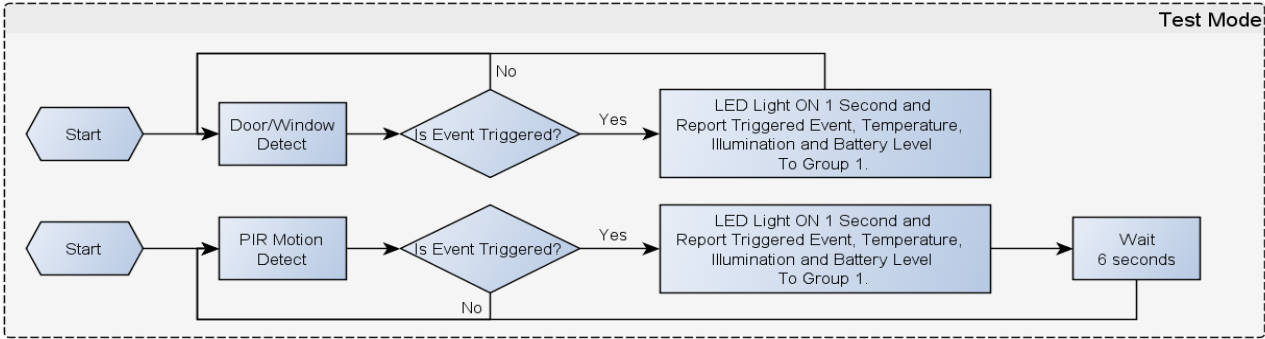 Test Mode
No
Start
Door/Window
Detect
Is Event Triggered?
Yes
LED Light ON 1 Second and
Report Triggered Event, Temperature,
Illumination and Battery Level
To Group 1.
Start
PIR Motion
Detect
Is Event Triggered?
Yes
LED Light ON 1 Second and
Report Triggered Event, Temperature,
Illumination and Battery Level
To Group 1.
Wait
6 seconds
No